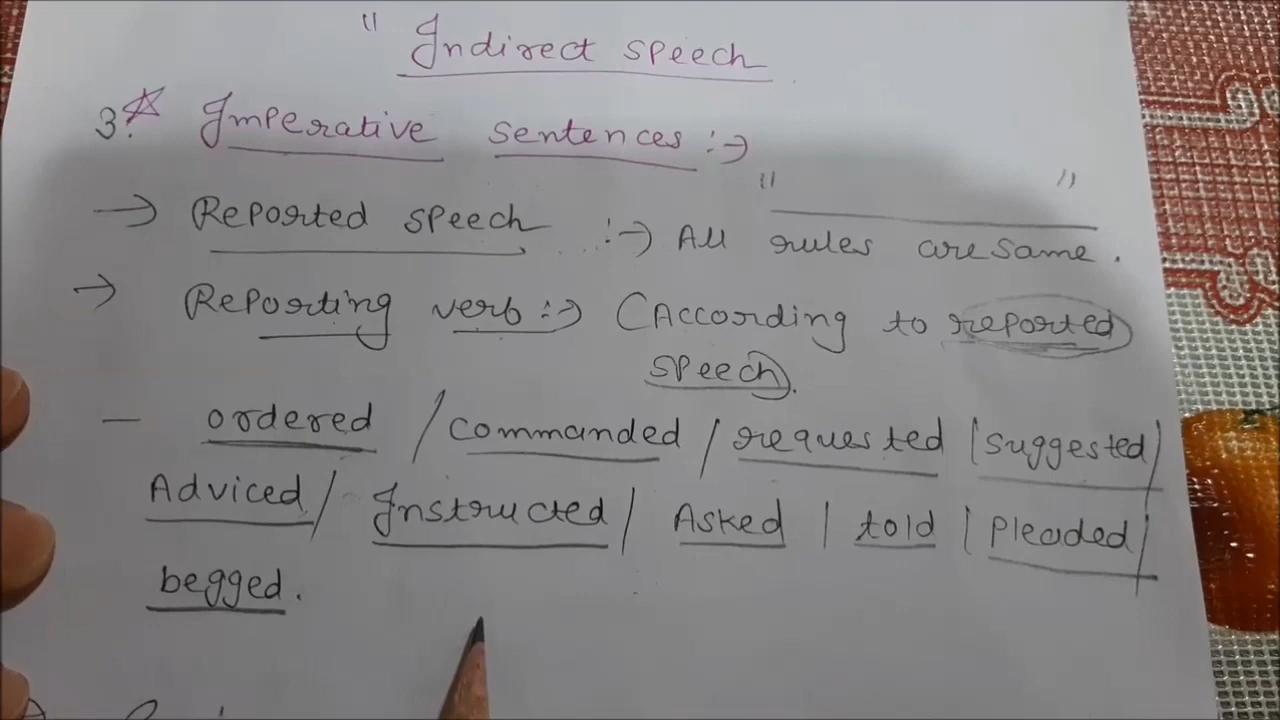 " Indirect speech
3.* Imperative sentences :->
" "
-> Reported speech :-> All rules are same.
-> Reporting verb :-> (According to reported
speech).
- ordered / commanded / requested / suggested/
Adviced / Instructed / Asked / told / Pleaded/
begged.